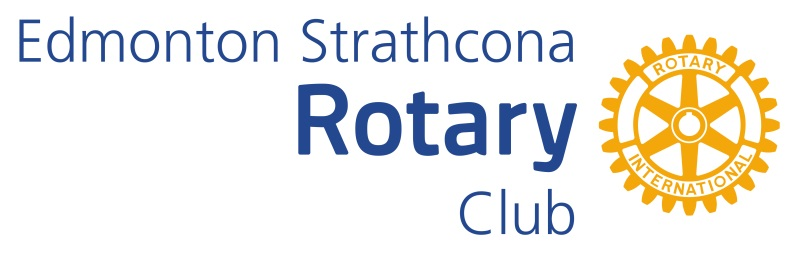 Edmonton Strathcona
Rotary
Club
ROTARY
INTERNATIONAL